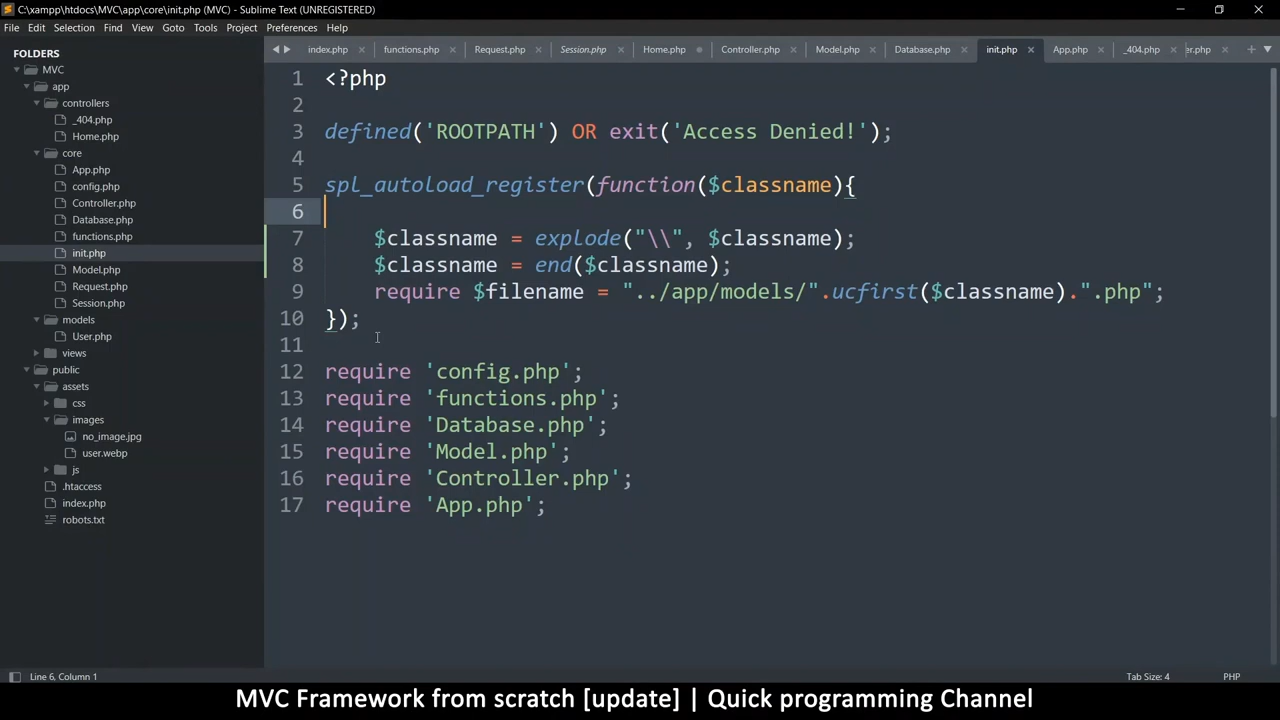 C:\xampp\htdocs\MVC\app\core\init.php (MVC) - Sublime Text (UNREGISTERED)
File Edit Selection Find View Goto Tools Project Preferences Help
FOLDERS
MVC
app
controllers
_404.php
Home.php
core
App.php
config.php
Controller.php
Database.php
functions.php
init.php
Model.php
Request.php
Session.php
models
User.php
views
public
assets
css
images
no_image.jpg
user.webp
js
.htaccess
index.php
robots.txt
index.php functions.php Request.php Session.php Home.php Controller.php Model.php Database.php init.php App.php _404.php er.php
1 <?php
2
3 defined('ROOTPATH') OR exit('Access Denied!');
4
5 spl_autoload_register(function($classname){
6
7 $classname = explode("\\", $classname);
8 $classname = end($classname);
9 require $filename = "../app/models/".ucfirst($classname).".php";
10 });
11
12 require 'config.php';
13 require 'functions.php';
14 require 'Database.php';
15 require 'Model.php';
16 require 'Controller.php';
17 require 'App.php';
Line 6, Column 1 Tab Size: 4 PHP
MVC Framework from scratch [update] | Quick programming Channel